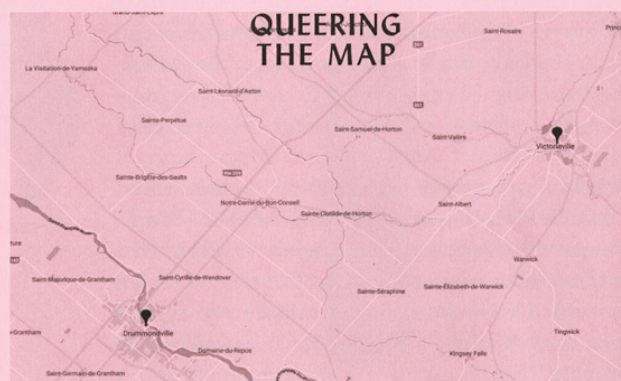 QUEERING
THE MAP
Saint-Rosaire
La Visitation-de-Yamaska
Saint-Léonard-d'Aston
Sainte-Perpétue
Saint-Samuel-de-Horton
Saint-Valère
Victoriaville
Sainte-Brigitte-des-Saults
Notre-Dame-du-Bon-Conseil
Sainte-Clotilde-de-Horton
Saint-Albert
Warwick
Saint-Majorique-de-Grantham
Saint-Cyrille-de-Wendover
Sainte-Séraphine
Sainte-Élizabeth-de-Warwick
Drummondville
Tingwick
Domaine-du-Repos
Kingsey Falls
Saint-Germain-de-Grantham